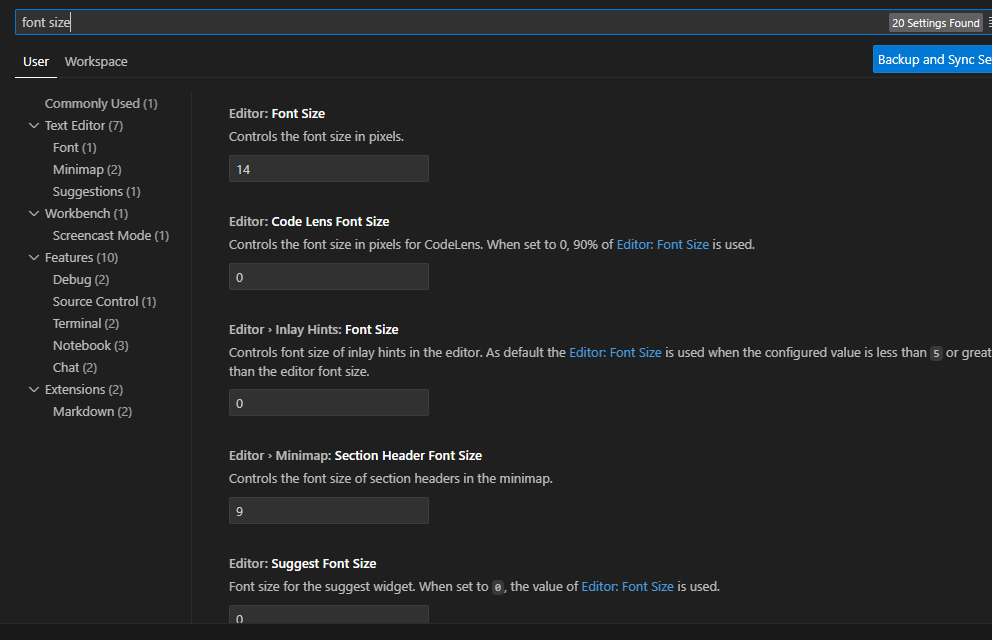 font size
20 Settings Found
User Workspace
Backup and Sync Se
Commonly Used (1)
Text Editor (7)
Font (1)
Minimap (2)
Suggestions (1)
Workbench (1)
Screencast Mode (1)
Features (10)
Debug (2)
Source Control (1)
Terminal (2)
Notebook (3)
Chat (2)
Extensions (2)
Markdown (2)
Editor: Font Size
Controls the font size in pixels.
14
Editor: Code Lens Font Size
Controls the font size in pixels for CodeLens. When set to 0, 90% of Editor: Font Size is used.
0
Editor › Inlay Hints: Font Size
Controls font size of inlay hints in the editor. As default the Editor: Font Size is used when the configured value is less than 5 or great
than the editor font size.
0
Editor › Minimap: Section Header Font Size
Controls the font size of section headers in the minimap.
9
Editor: Suggest Font Size
Font size for the suggest widget. When set to 0, the value of Editor: Font Size is used.
0